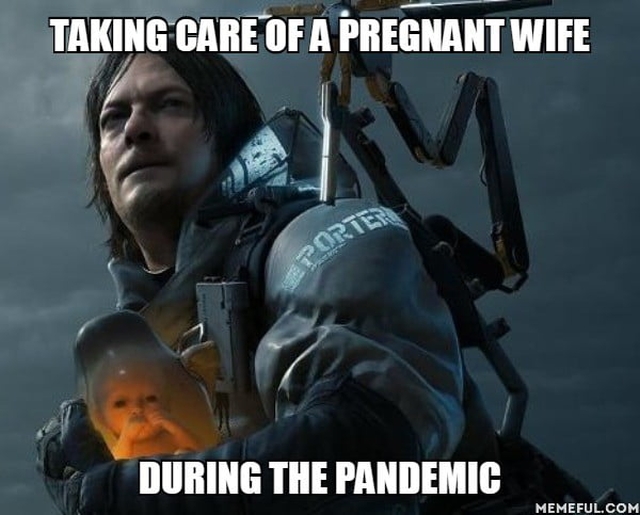 TAKING CARE OF A PREGNANT WIFE
PORTER
DURING THE PANDEMIC
MEMEFUL.COM